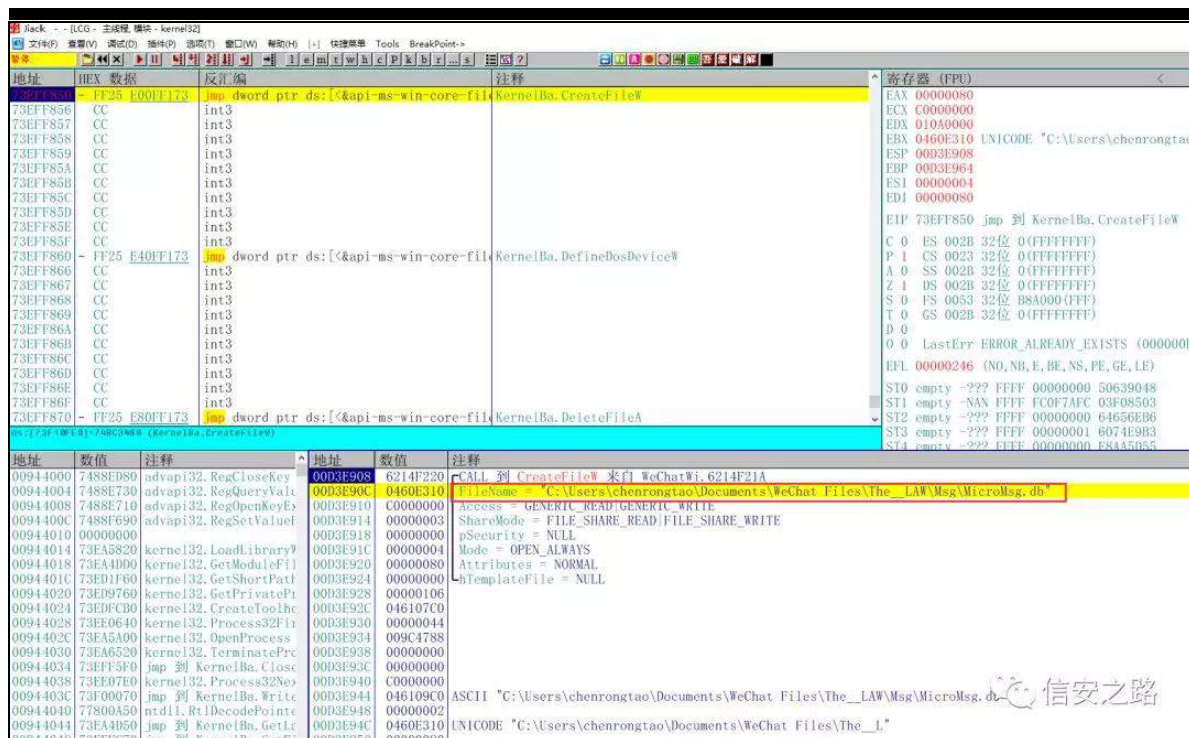 Jiack - - [LCG - 主线程, 模块 - kernel32]
文件(F) 查看(V) 调试(D) 插件(P) 选项(T) 窗口(W) 帮助(H) [+] 快捷菜单 Tools BreakPoint->
暂停 l e m t w h c P k b r ... s
地址 HEX 数据 反汇编 注释
73EFF850 - FF25 E00FF173 jmp dword ptr ds:[<&api-ms-win-core-file KernelBa.CreateFileW
73EFF856 CC int3
73EFF857 CC int3
73EFF858 CC int3
73EFF859 CC int3
73EFF85A CC int3
73EFF85B CC int3
73EFF85C CC int3
73EFF85D CC int3
73EFF85E CC int3
73EFF85F CC int3
73EFF860 - FF25 E40FF173 jmp dword ptr ds:[<&api-ms-win-core-file KernelBa.DefineDosDeviceW
73EFF866 CC int3
73EFF867 CC int3
73EFF868 CC int3
73EFF869 CC int3
73EFF86A CC int3
73EFF86B CC int3
73EFF86C CC int3
73EFF86D CC int3
73EFF86E CC int3
73EFF86F CC int3
73EFF870 - FF25 E80FF173 jmp dword ptr ds:[<&api-ms-win-core-file KernelBa.DeleteFileA
ds:[73F10FE0]=748C3480 (KernelBa.CreateFileW)
寄存器 (FPU) <
EAX 00000080
ECX C0000000
EDX 010A0000
EBX 0460E310 UNICODE "C:\Users\chenrongtao
ESP 00D3E908
EBP 00D3E964
ESI 00000004
EDI 00000080
EIP 73EFF850 jmp 到 KernelBa.CreateFileW
C 0 ES 002B 32位 0(FFFFFFFF)
P 1 CS 0023 32位 0(FFFFFFFF)
A 0 SS 002B 32位 0(FFFFFFFF)
Z 1 DS 002B 32位 0(FFFFFFFF)
S 0 FS 0053 32位 B8A000(FFF)
T 0 GS 002B 32位 0(FFFFFFFF)
D 0
O 0 LastErr ERROR_ALREADY_EXISTS (000000
EFL 00000246 (NO,NB,E,BE,NS,PE,GE,LE)
ST0 empty -??? FFFF 00000000 50639048
ST1 empty -NAN FFFF FC0F7AFC 03F08503
ST2 empty -??? FFFF 00000000 64656EB6
ST3 empty -??? FFFF 00000001 6074E9B3
ST4 empty -??? FFFF 00000000 F8AA5D55
地址 数值 注释
00944000 7488ED80 advapi32.RegCloseKey
00944004 7488E730 advapi32.RegQueryValu
00944008 7488E710 advapi32.RegOpenKeyEx
0094400C 7488F690 advapi32.RegSetValueE
00944010 00000000
00944014 73EA5820 kernel32.LoadLibraryW
00944018 73EA4DD0 kernel32.GetModuleFil
0094401C 73ED1F60 kernel32.GetShortPath
00944020 73ED9760 kernel32.GetPrivatePr
00944024 73EDFCB0 kernel32.CreateToolhe
00944028 73EE0640 kernel32.Process32Fir
0094402C 73EA5A00 kernel32.OpenProcess
00944030 73EA6520 kernel32.TerminatePro
00944034 73EFF5F0 jmp 到 KernelBa.Close
00944038 73EE07E0 kernel32.Process32Nex
0094403C 73F00070 jmp 到 KernelBa.Write
00944040 77800A50 ntdll.RtlDecodePointe
00944044 73EA4D50 jmp 到 KernelBa.GetLa
地址 数值 注释
00D3E908 6214F220 CALL 到 CreateFileW 来自 WeChatWi.6214F21A
00D3E90C 0460E310 FileName = "C:\Users\chenrongtao\Documents\WeChat Files\The__LAW\Msg\MicroMsg.db"
00D3E910 C0000000 Access = GENERIC_READ|GENERIC_WRITE
00D3E914 00000003 ShareMode = FILE_SHARE_READ|FILE_SHARE_WRITE
00D3E918 00000000 pSecurity = NULL
00D3E91C 00000004 Mode = OPEN_ALWAYS
00D3E920 00000080 Attributes = NORMAL
00D3E924 00000000 hTemplateFile = NULL
00D3E928 00000106
00D3E92C 046107C0
00D3E930 00000044
00D3E934 009C4788
00D3E938 00000000
00D3E93C 00000000
00D3E940 C0000000
00D3E944 046109C0 ASCII "C:\Users\chenrongtao\Documents\WeChat Files\The__LAW\Msg\MicroMsg.d
00D3E948 00000002
00D3E94C 0460E310 UNICODE "C:\Users\chenrongtao\Documents\WeChat Files\The__L"
信安之路